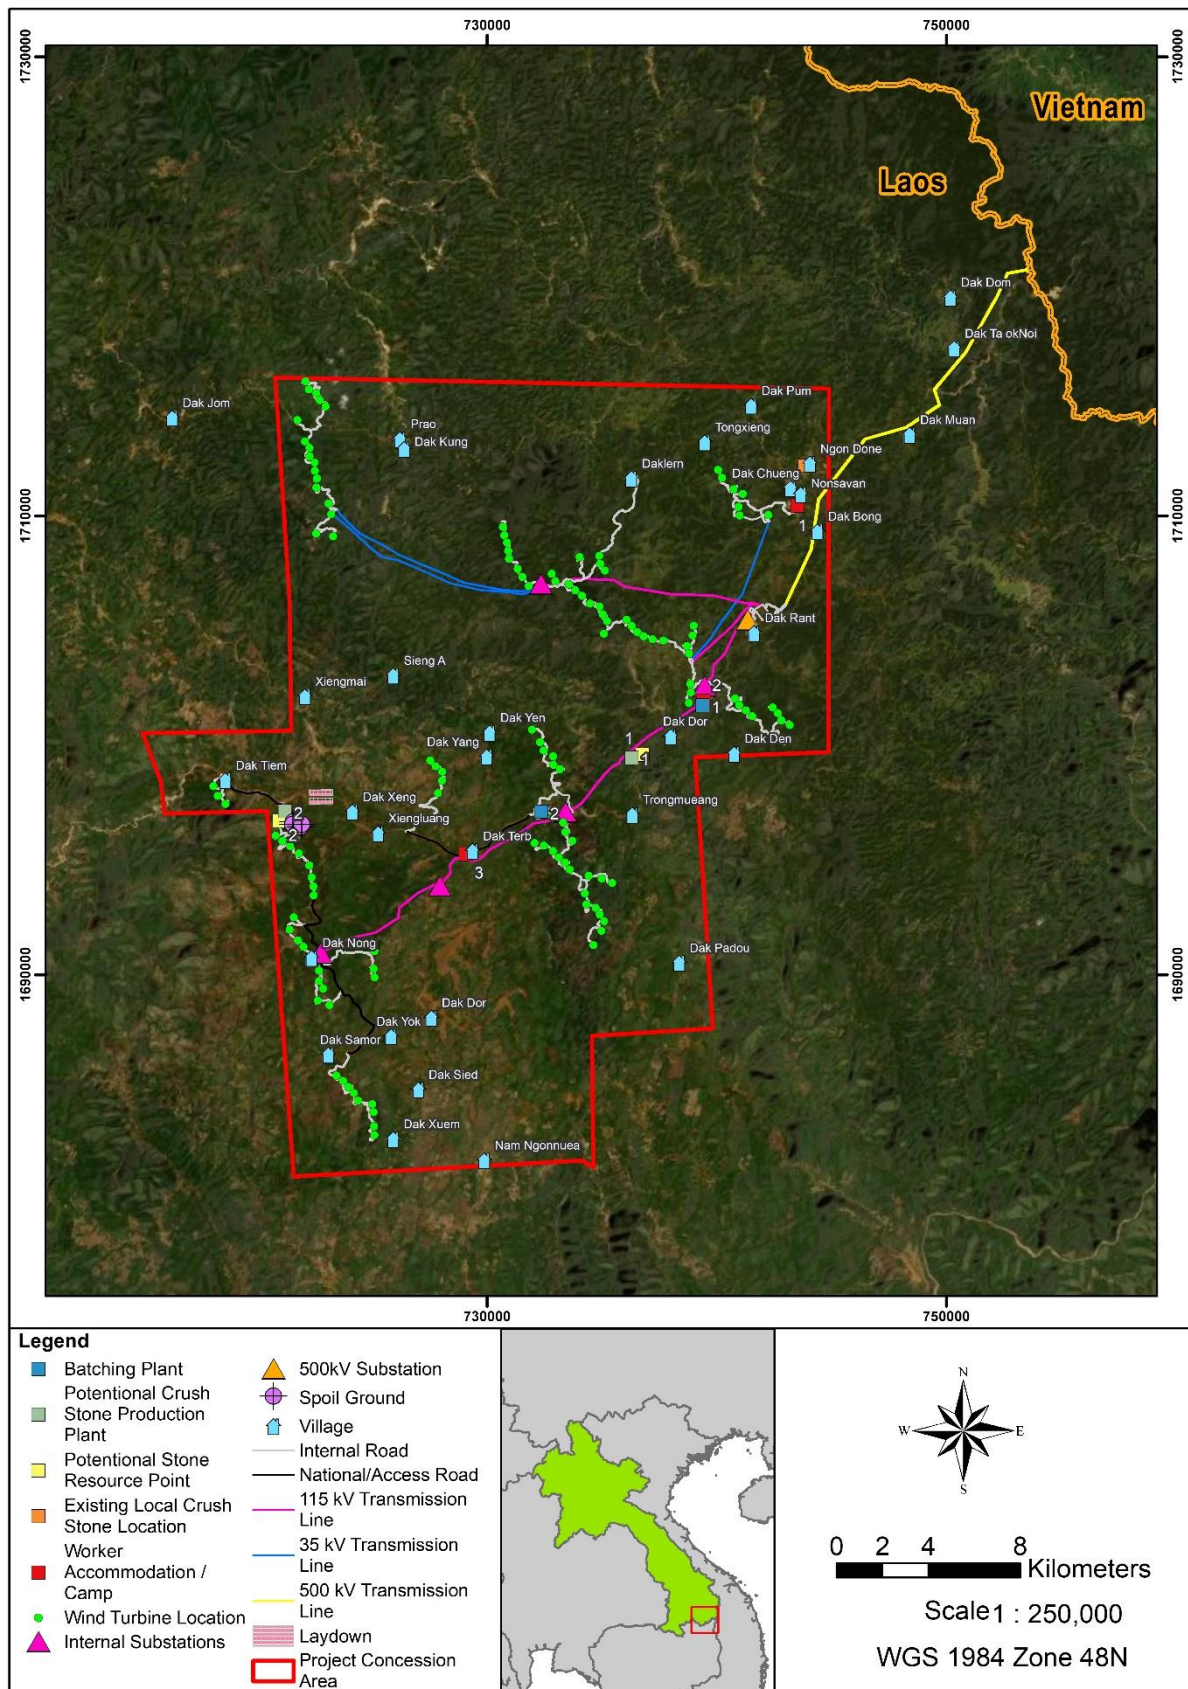 730000
750000
1730000
1730000
Vietnam
Laos
Dak Dom
Dak Ta okNoi
Dak Jom
Dak Pum
Prao
Dak Kung
Tongxieng
Dak Muan
Ngon Done
Daklern
Dak Chueng
Nonsavan
1710000
1710000
1
Dak Bong
Dak Rant
Sieng A
Xiengmai
2
1
Dak Yen
Dak Dor
Dak Yang
1
1
Dak Den
Dak Tiem
Dak Xeng
2
2
Trongmueang
Xiengluang
2
Dak Terb
3
Dak Nong
Dak Padou
1690000
1690000
Dak Dor
Dak Yok
Dak Samor
Dak Sied
Dak Xuem
Nam Ngonnuea
730000
750000
Legend
Batching Plant
Potentional Crush
Stone Production
Plant
Potentional Stone
Resource Point
Existing Local Crush
Stone Location
Worker
Accommodation /
Camp
Wind Turbine Location
Internal Substations
500kV Substation
Spoil Ground
Village
Internal Road
National/Access Road
115 kV Transmission
Line
35 kV Transmission
Line
500 kV Transmission
Line
Laydown
Project Concession
Area
N
W
E
S
0 2 4 8
Kilometers
Scale 1 : 250,000
WGS 1984 Zone 48N